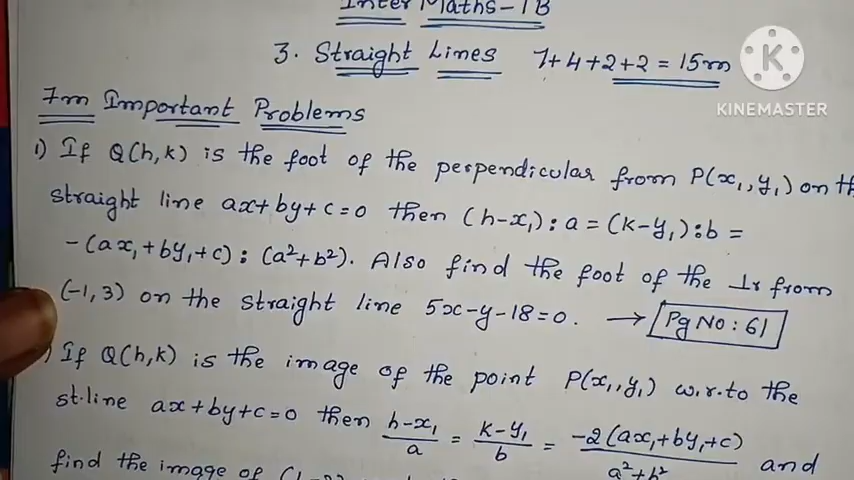 Inter Maths-IB
3. Straight Lines 7+4+2+2 = 15m
KINEMASTER
7m Important Problems
1) If Q(h,k) is the foot of the perpendicular from P(x₁,y₁) on th
straight line ax+by+c=0 then (h-x₁):a = (k-y₁):b =
-(ax₁+by₁+c):(a²+b²). Also find the foot of the ⊥r from
(-1,3) on the straight line 5x-y-18=0. → Pg No: 61
) If Q(h,k) is the image of the point P(x₁,y₁) w.r.to the
st.line ax+by+c=0 then (h-x₁)/a = (k-y₁)/b = -2(ax₁+by₁+c)/(a²+b²) and
find the image of